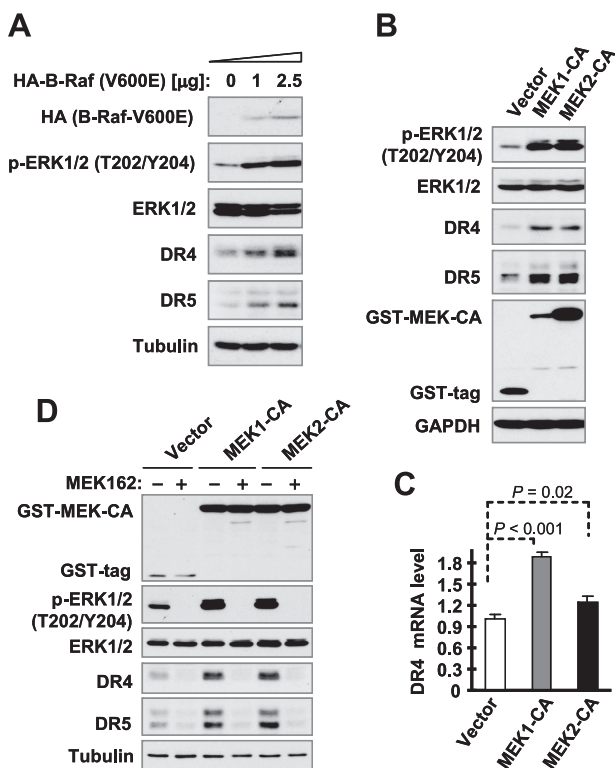 A
HA-B-Raf (V600E) [µg]: 0 1 2.5
HA (B-Raf-V600E)
p-ERK1/2 (T202/Y204)
ERK1/2
DR4
DR5
Tubulin
B
Vector MEK1-CA MEK2-CA
p-ERK1/2
(T202/Y204)
ERK1/2
DR4
DR5
GST-MEK-CA
GST-tag
GAPDH
D
Vector MEK1-CA MEK2-CA
MEK162: – + – + – +
GST-MEK-CA
GST-tag
p-ERK1/2
(T202/Y204)
ERK1/2
DR4
DR5
Tubulin
C
P = 0.02
P < 0.001
DR4 mRNA level
1.8
1.5
1.2
0.9
0.6
0.3
0
Vector MEK1-CA MEK2-CA